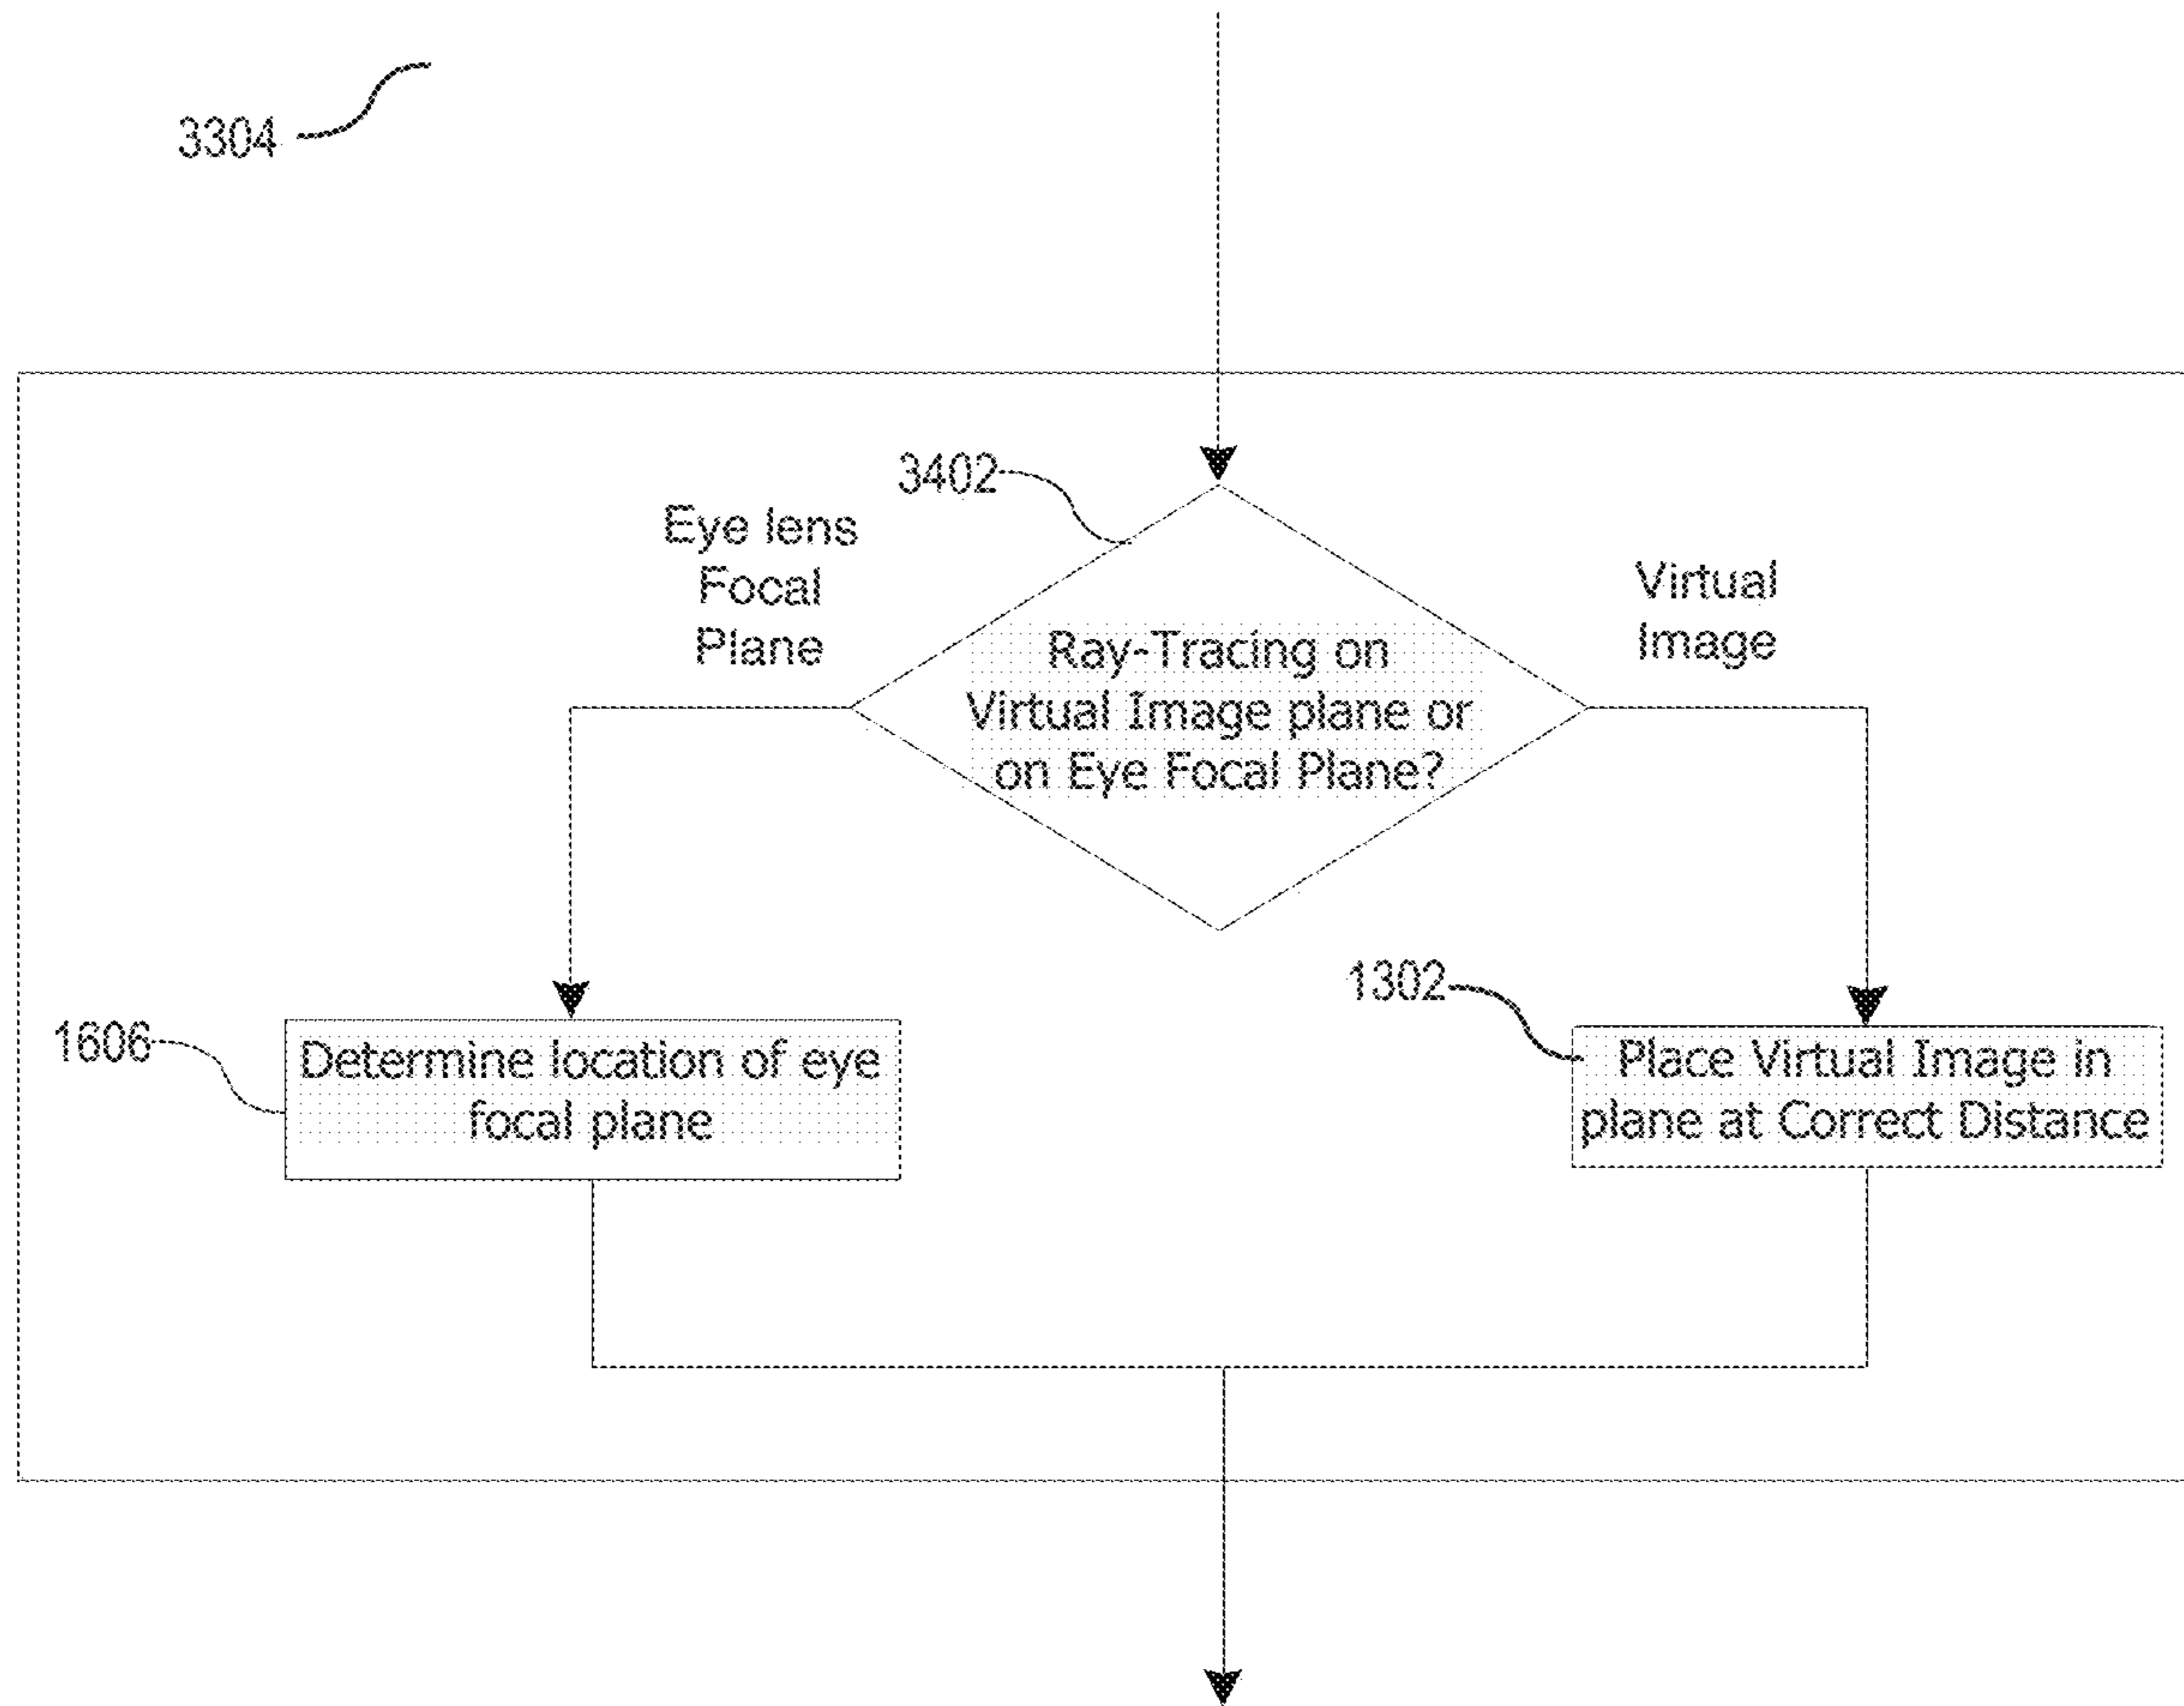 3304
3402
Eye lens
Focal
Plane
Virtual
Image
Ray-Tracing on
Virtual Image plane or
on Eye Focal Plane?
1302
1606
Determine location of eye
focal plane
Place Virtual Image in
plane at Correct Distance